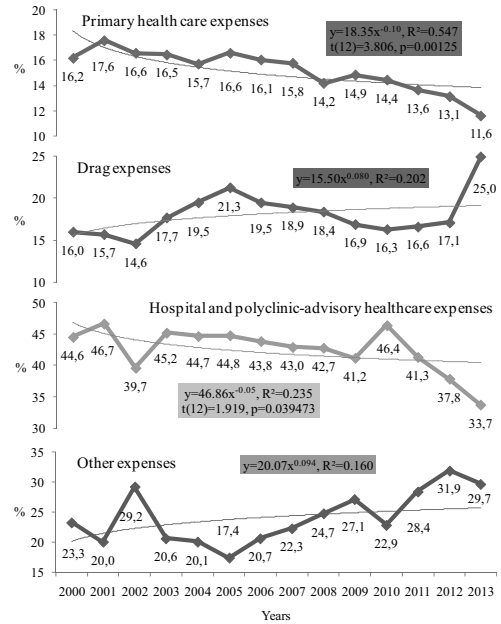 Primary health care expenses
y=18.35x-0.10, R²=0.547
t(12)=3.806, p=0.00125
20
18
16
14
12
10
%
16,2 17,6 16,6 16,5 15,7 16,6 16,1 15,8 14,2 14,9 14,4 13,6 13,1 11,6
Drag expenses
y=15.50x0.080, R²=0.202
25
20
15
10
%
16,0 15,7 14,6 17,7 19,5 21,3 19,5 18,9 18,4 16,9 16,3 16,6 17,1 25,0
Hospital and polyclinic-advisory healthcare expenses
50
45
40
35
30
%
44,6 46,7 39,7 45,2 44,7 44,8 43,8 43,0 42,7 41,2 46,4 41,3 37,8 33,7
y=46.86x-0.05, R²=0.235
t(12)=1.919, p=0.039473
Other expenses
y=20.07x0.094, R²=0.160
35
30
25
20
15
%
23,3 20,0 29,2 20,6 20,1 17,4 20,7 22,3 24,7 27,1 22,9 28,4 31,9 29,7
2000 2001 2002 2003 2004 2005 2006 2007 2008 2009 2010 2011 2012 2013
Years